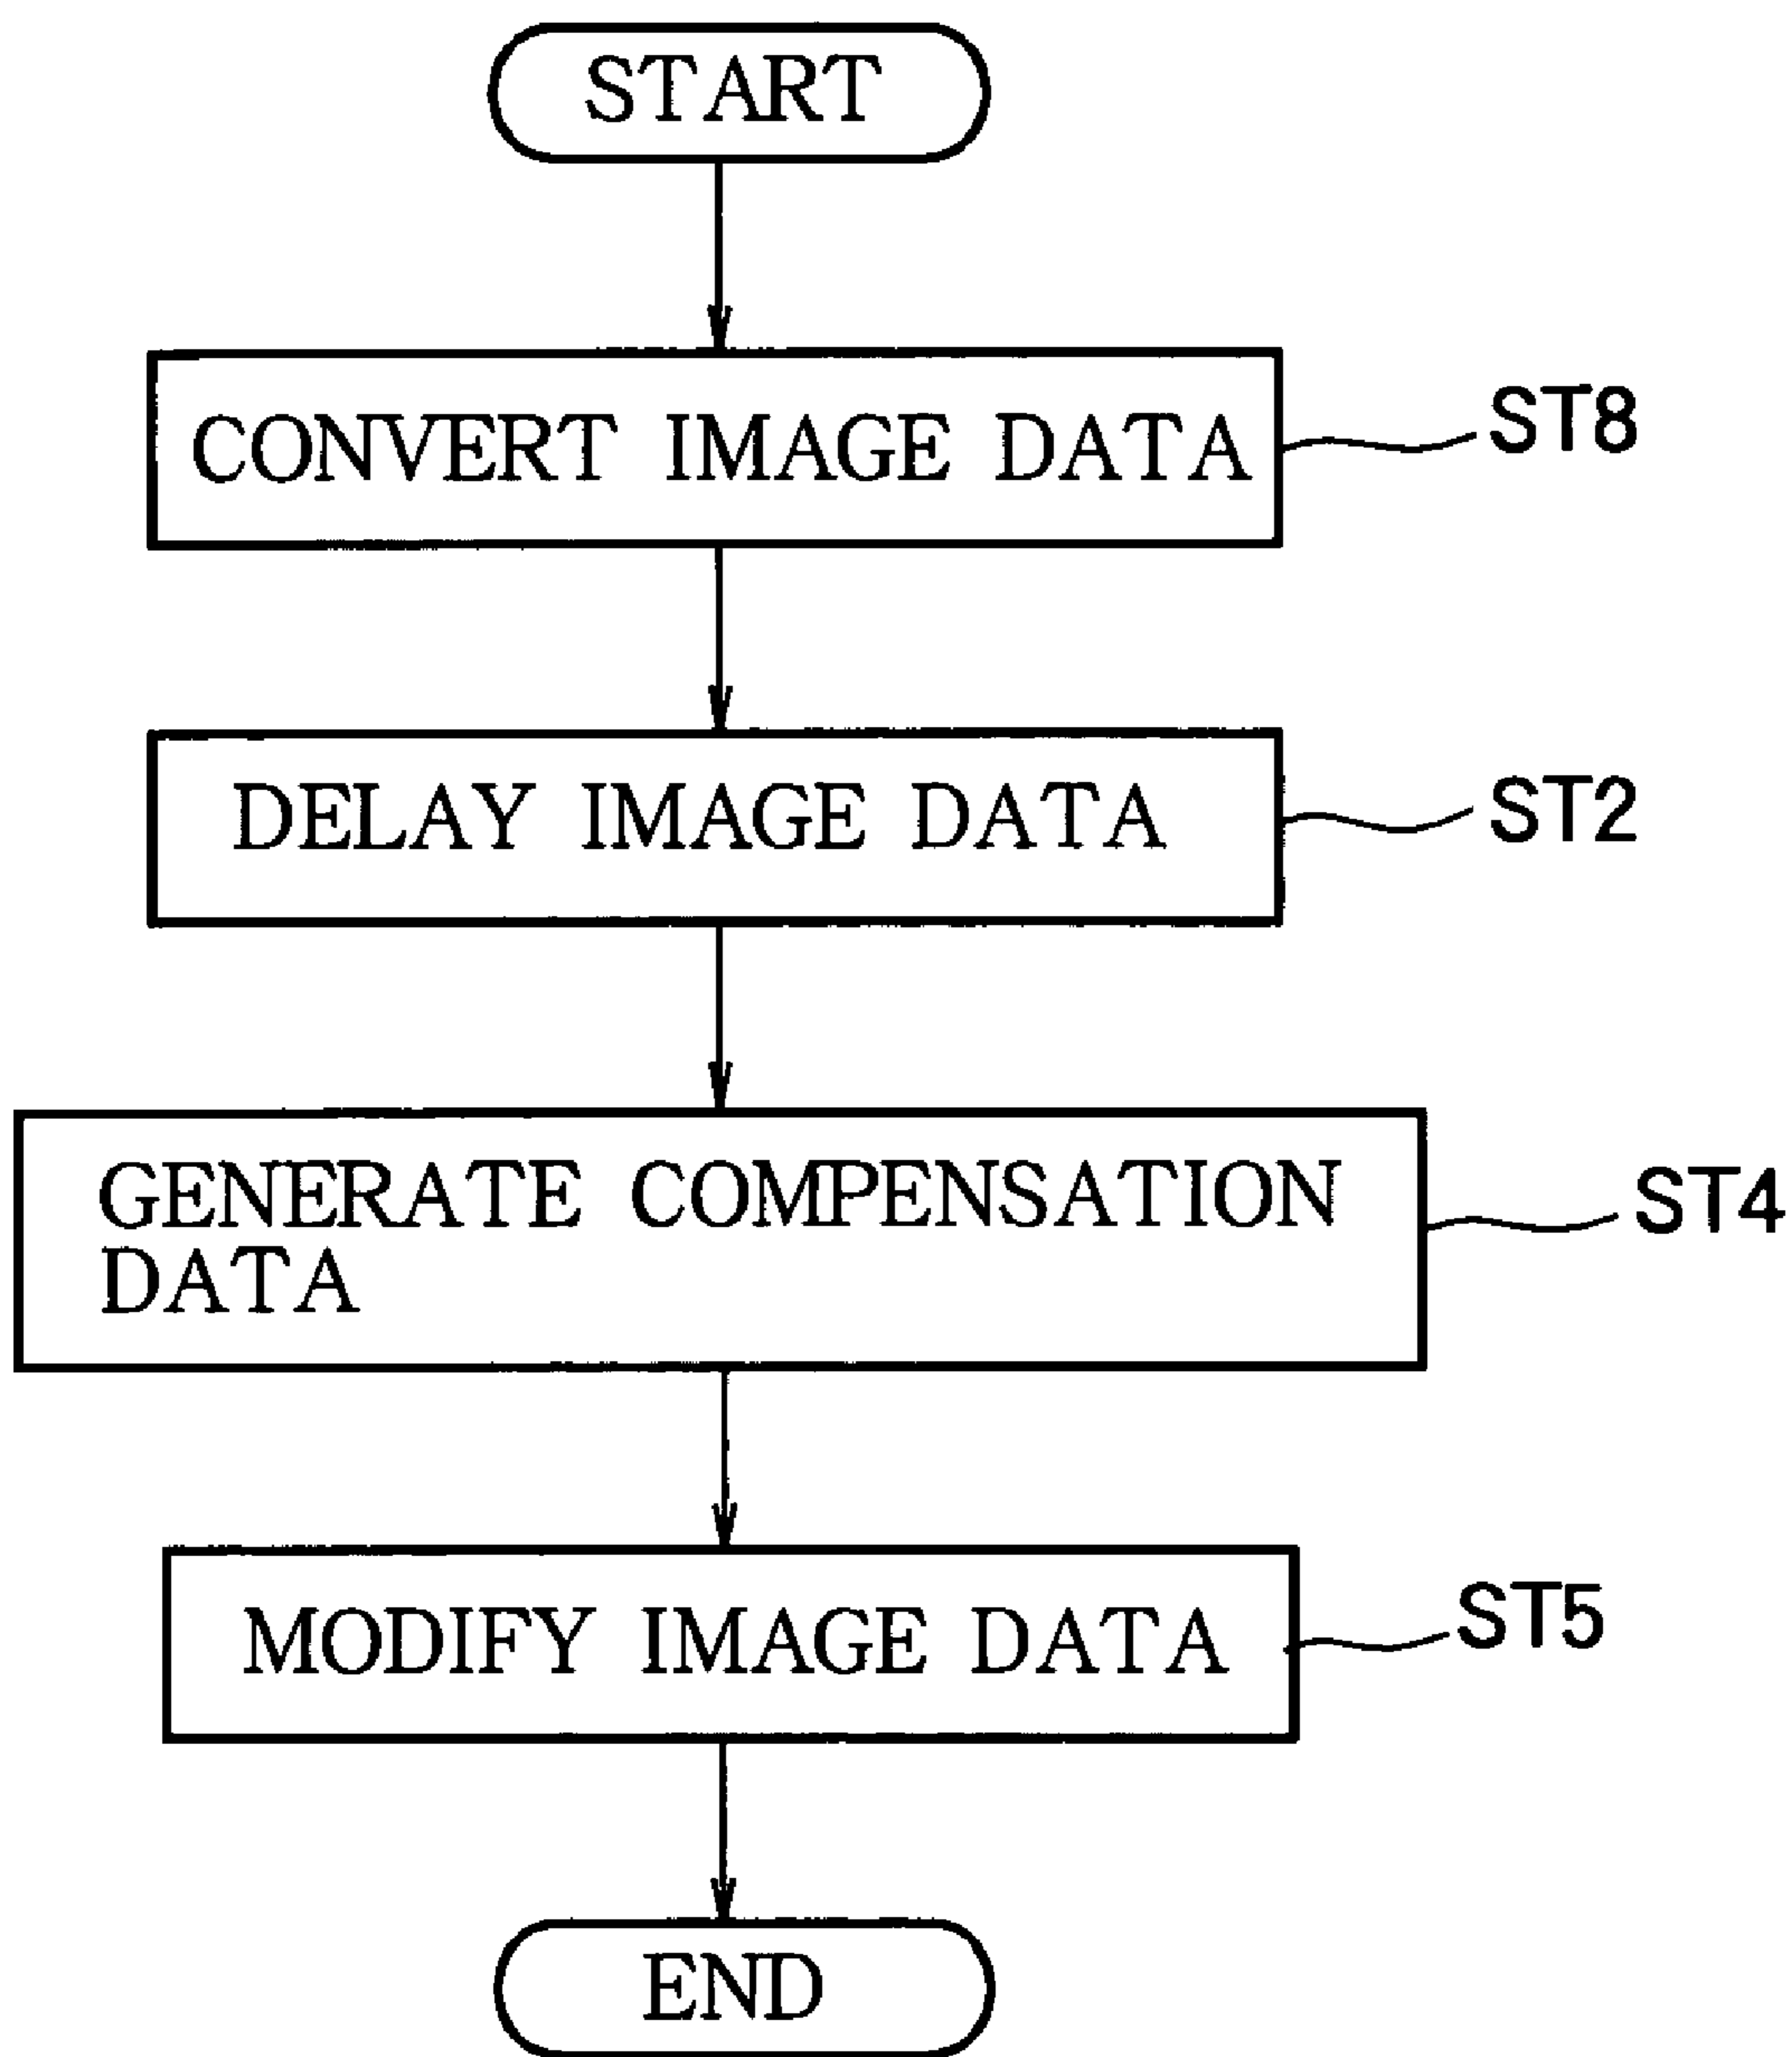 START
CONVERT IMAGE DATA
ST8
DELAY IMAGE DATA
ST2
GENERATE COMPENSATION
DATA
ST4
MODIFY IMAGE DATA
ST5
END